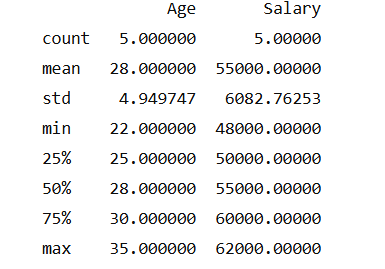 Age Salary
count 5.000000 5.00000
mean 28.000000 55000.00000
std 4.949747 6082.76253
min 22.000000 48000.00000
25% 25.000000 50000.00000
50% 28.000000 55000.00000
75% 30.000000 60000.00000
max 35.000000 62000.00000